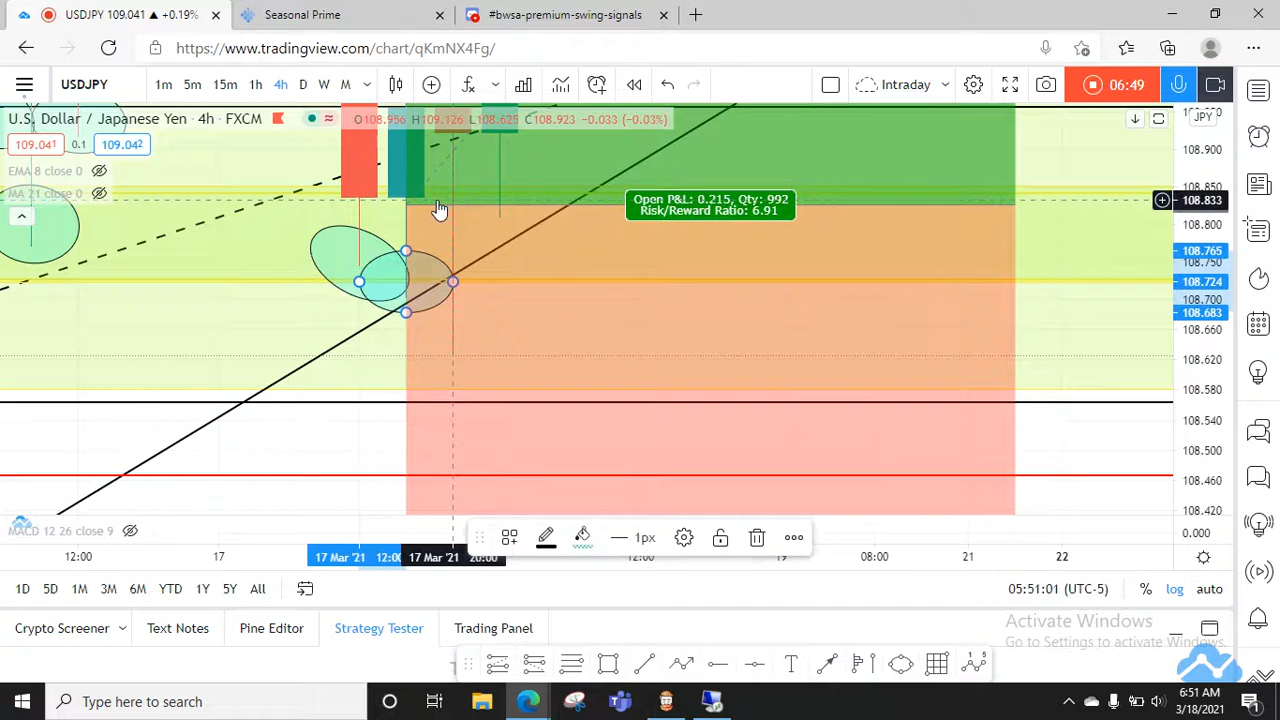 USDJPY 109.041 ▲ +0.19%
Seasonal Prime
#bwsa-premium-swing-signals
https://www.tradingview.com/chart/qKmNX4Fg/
USDJPY
1m 5m 15m 1h 4h D W M
Intraday
06:49
U.S. Dollar / Japanese Yen · 4h · FXCM
O108.956 H109.126 L108.625 C108.923 -0.033 (-0.03%)
JPY
109.041 0.1 109.042
EMA 8 close 0
MA 21 close 0
108.900
108.850
108.833
108.800
108.765
108.750
108.724
108.700
108.683
108.660
108.620
108.580
108.540
108.500
108.460
108.420
0.000
Open P&L: 0.215, Qty: 992
Risk/Reward Ratio: 6.91
MACD 12 26 close 9
1px
12:00 17 17 Mar '21 12:00 17 Mar '21 20:00 12:00 19 08:00 21 22
1D 5D 1M 3M 6M YTD 1Y 5Y All
05:51:01 (UTC-5) % log auto
Crypto Screener Text Notes Pine Editor Strategy Tester Trading Panel
Activate Windows
Go to Settings to activate Windows.
Type here to search
6:51 AM
3/18/2021